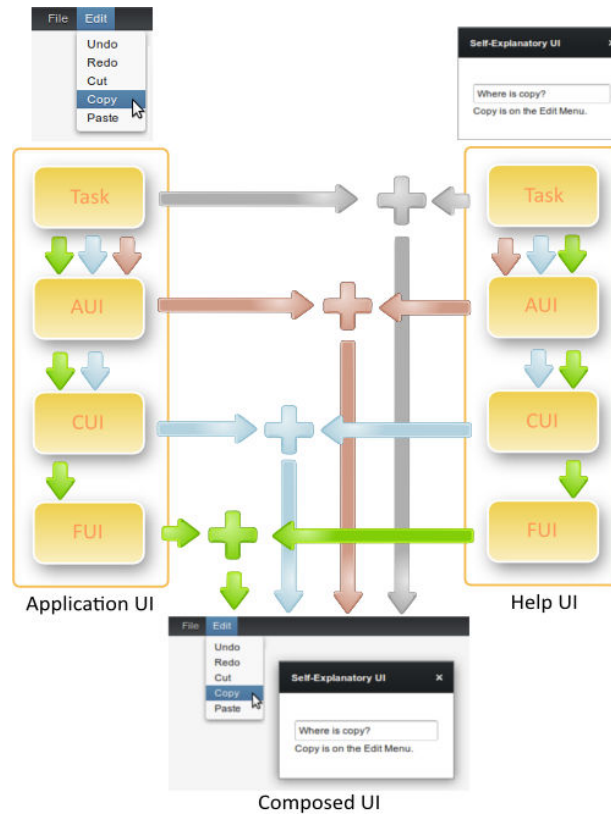 File Edit
Undo
Redo
Cut
Copy
Paste
Self-Explanatory UI ×
Where is copy?
Copy is on the Edit Menu.
Task
AUI
CUI
FUI
Application UI
Task
AUI
CUI
FUI
Help UI
File Edit
Undo
Redo
Cut
Copy
Paste
Self-Explanatory UI ×
Where is copy?
Copy is on the Edit Menu.
Composed UI